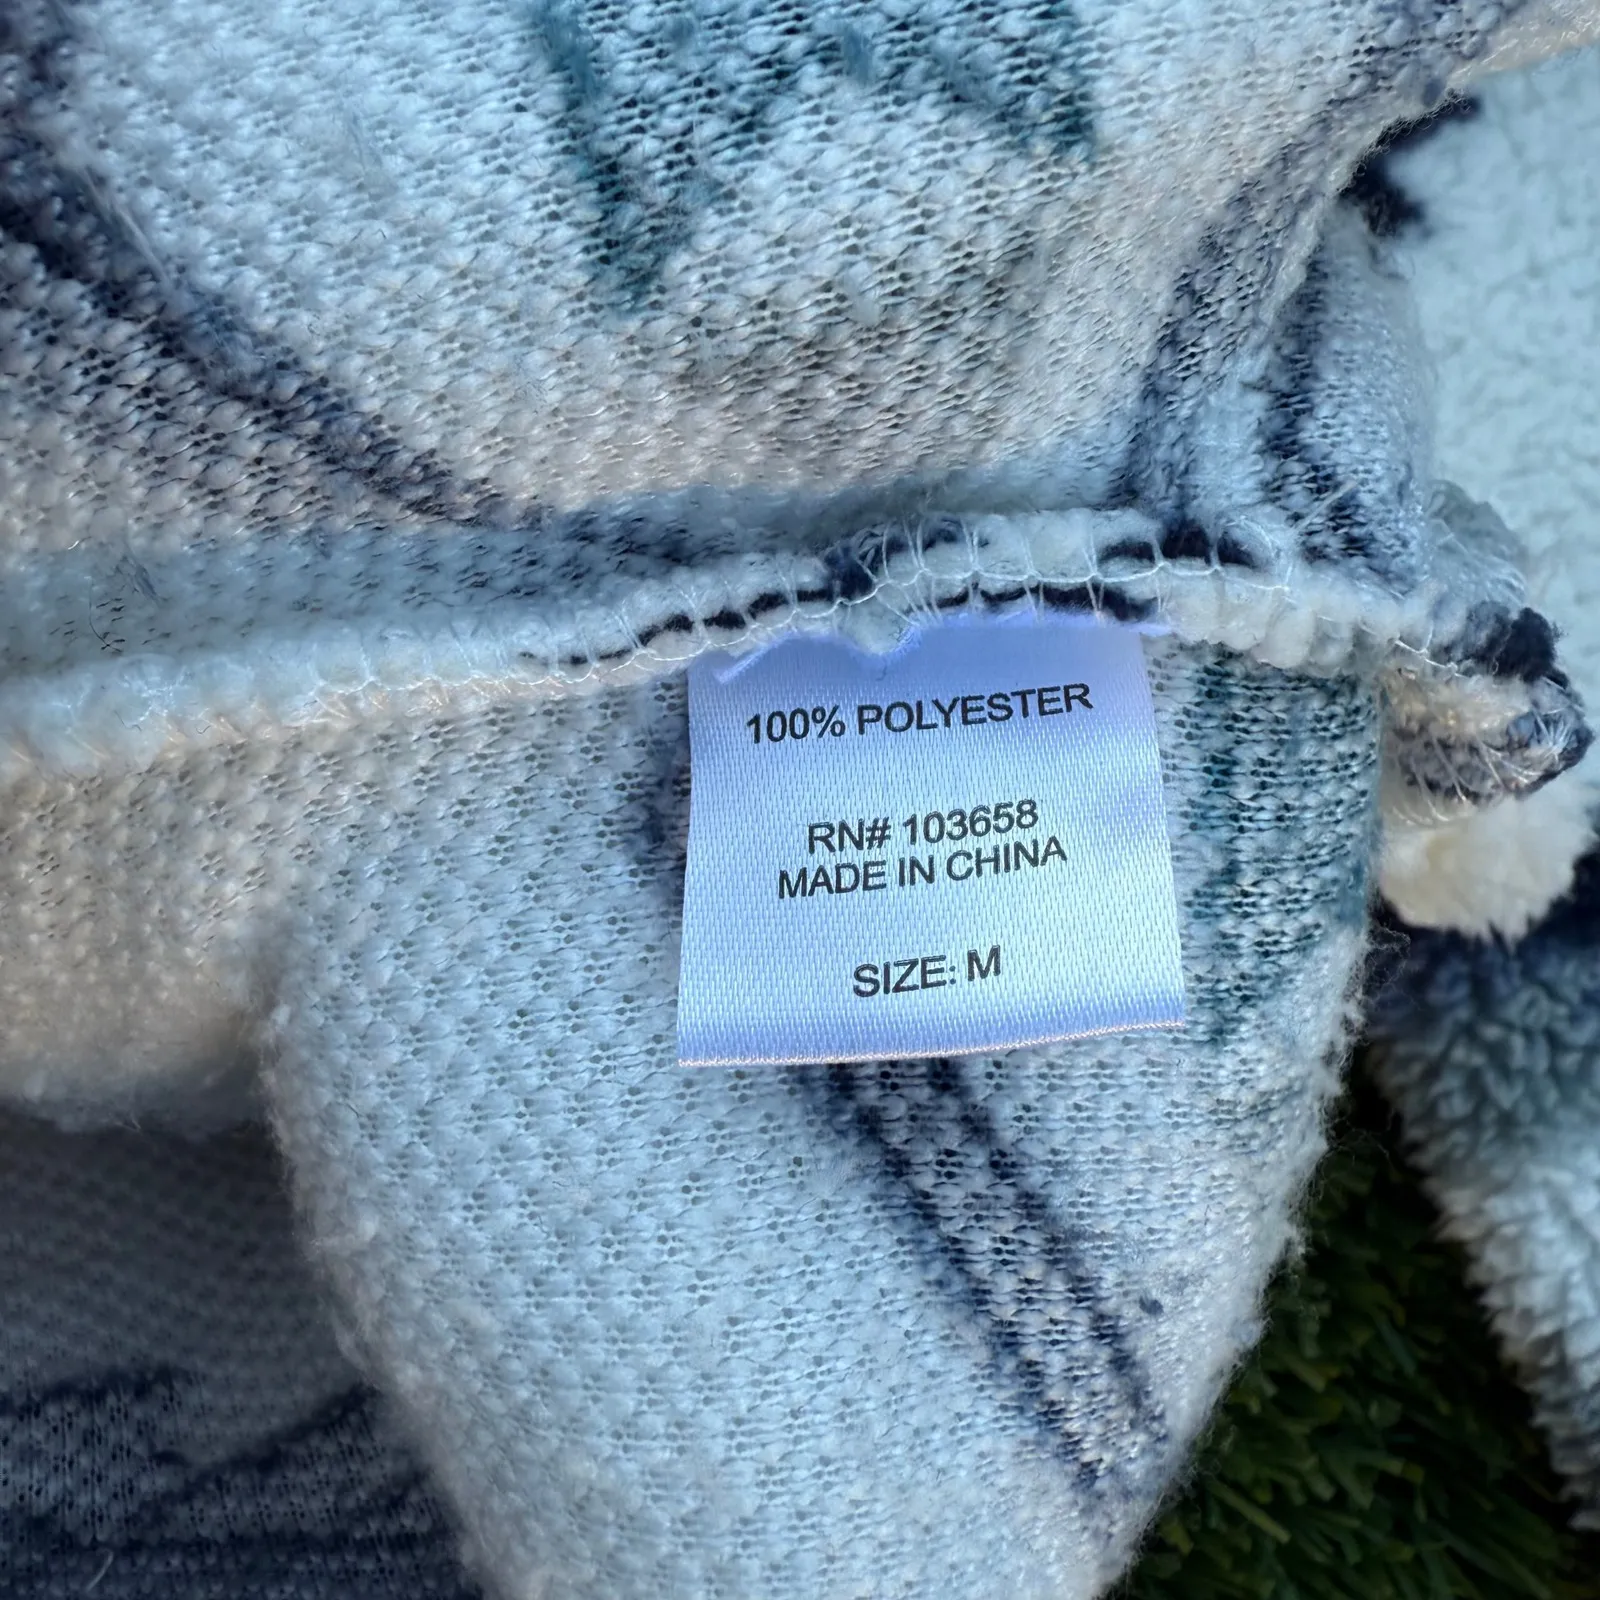 100% POLYESTER
RN# 103658
MADE IN CHINA
SIZE: M